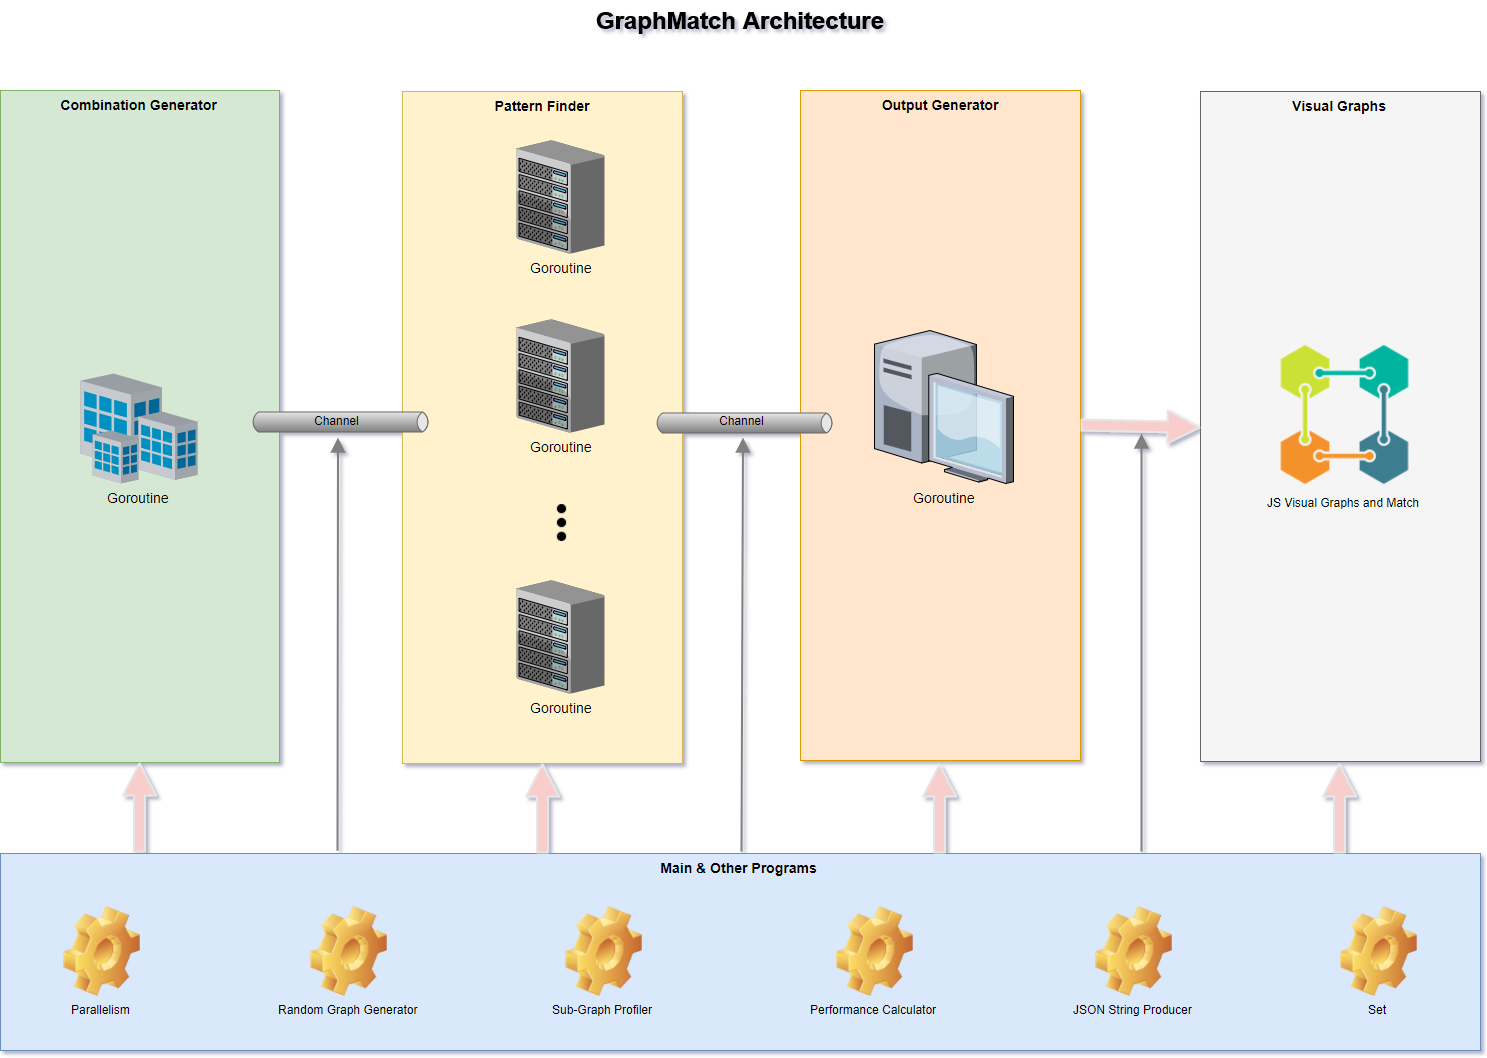 GraphMatch Architecture
Combination Generator
Pattern Finder
Output Generator
Visual Graphs
Goroutine
Channel
Channel
Goroutine
Goroutine
Goroutine
JS Visual Graphs and Match
Goroutine
Main & Other Programs
Parallelism
Random Graph Generator
Sub-Graph Profiler
Performance Calculator
JSON String Producer
Set